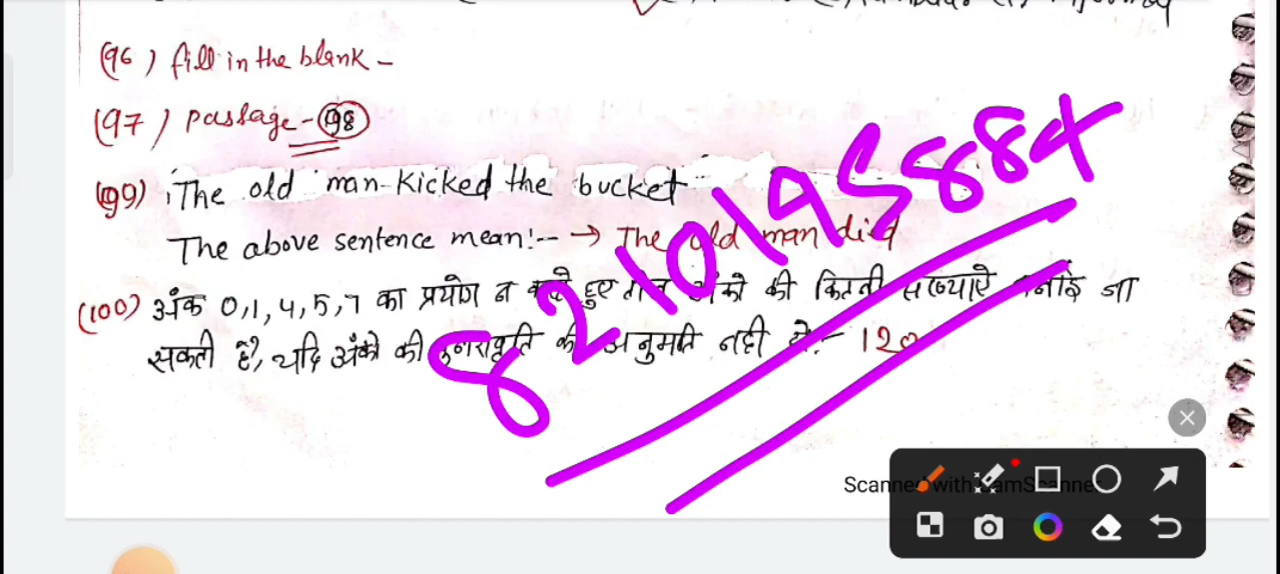 (96) fill in the blank -
(97) passage - 98
(99) The old man kicked the bucket
The above sentence mean:-- → The old man died
(100) अंक 0,1,4,5,7 का प्रयोग न हुए अंको की कितनी संख्याऐ बनाई जा
सकती है, यदि अंको की पुनरावृति की अनुमति नही हो:- 120
8210195884
Scanned with CamScanner